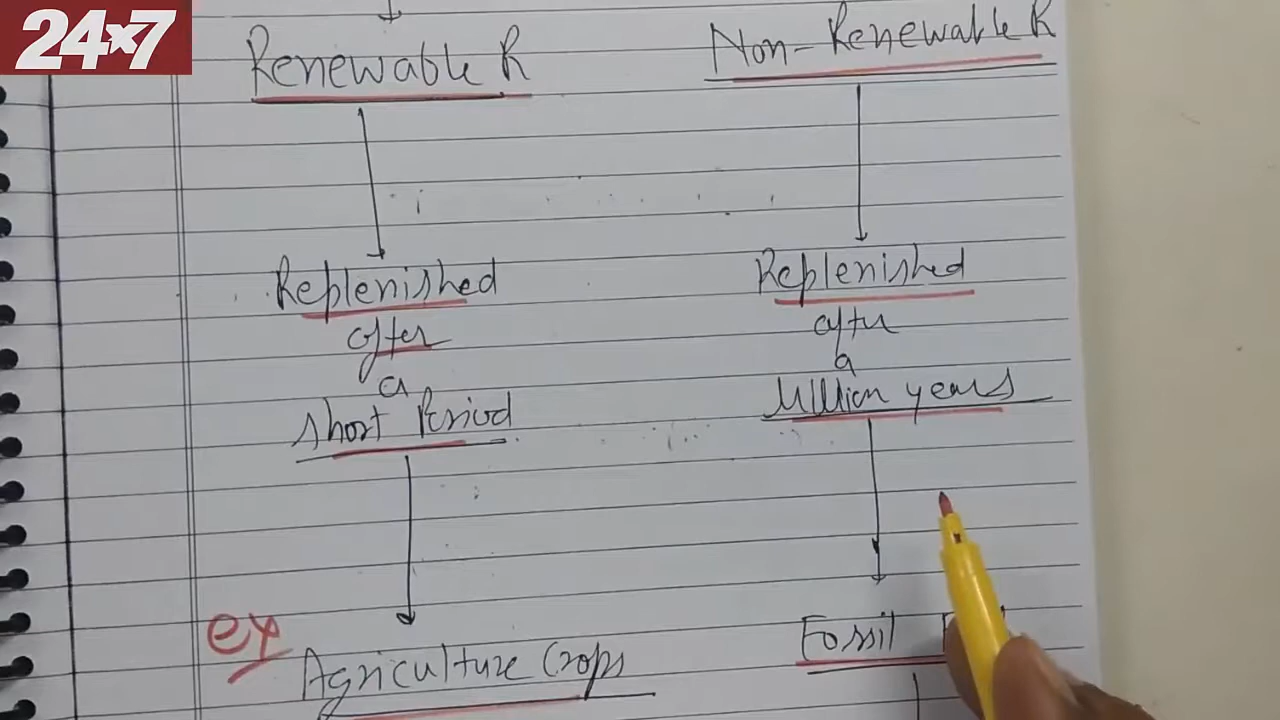 24x7
Renewable R
Non-Renewable R
Replenished
after
a
Short Period
Replenished
after
a
Million years
ex
Agriculture Crops
Fossil